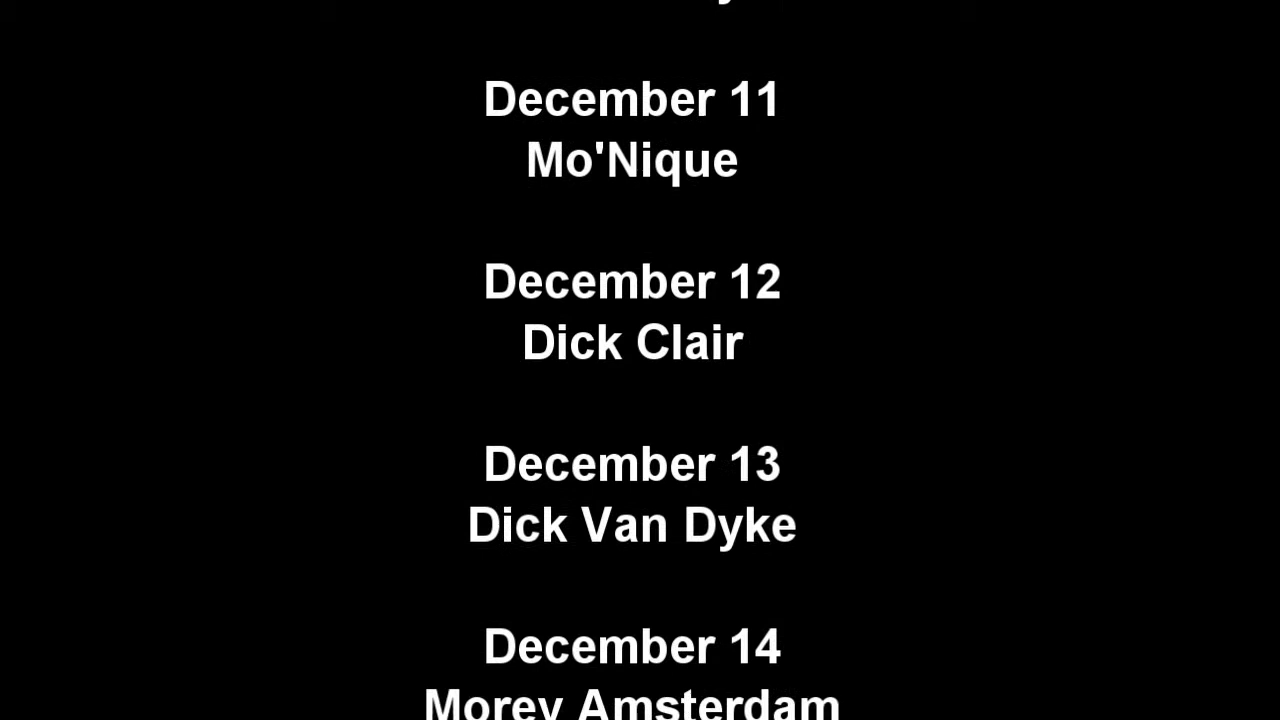 December 11
Mo'Nique
December 12
Dick Clair
December 13
Dick Van Dyke
December 14
Morey Amsterdam